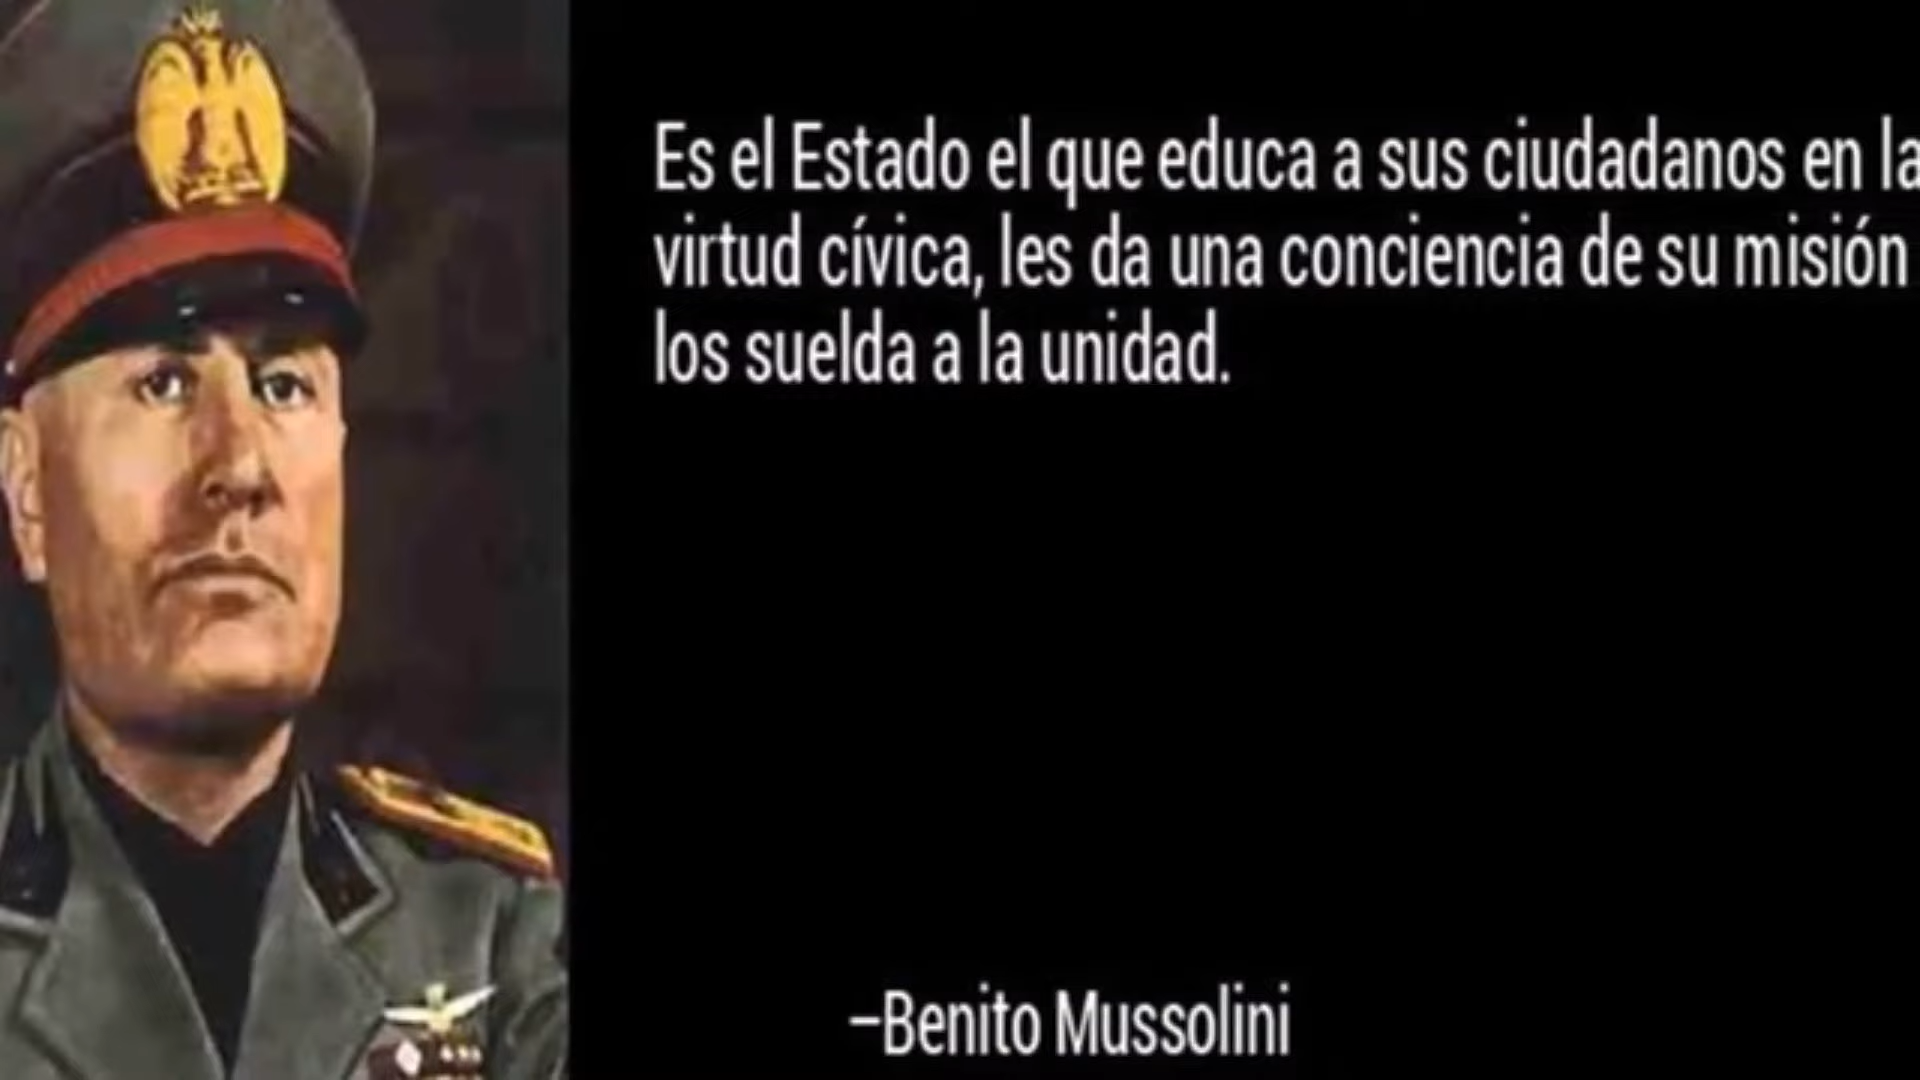 Es el Estado el que educa a sus ciudadanos en la
virtud cívica, les da una conciencia de su misión
los suelda a la unidad.
–Benito Mussolini